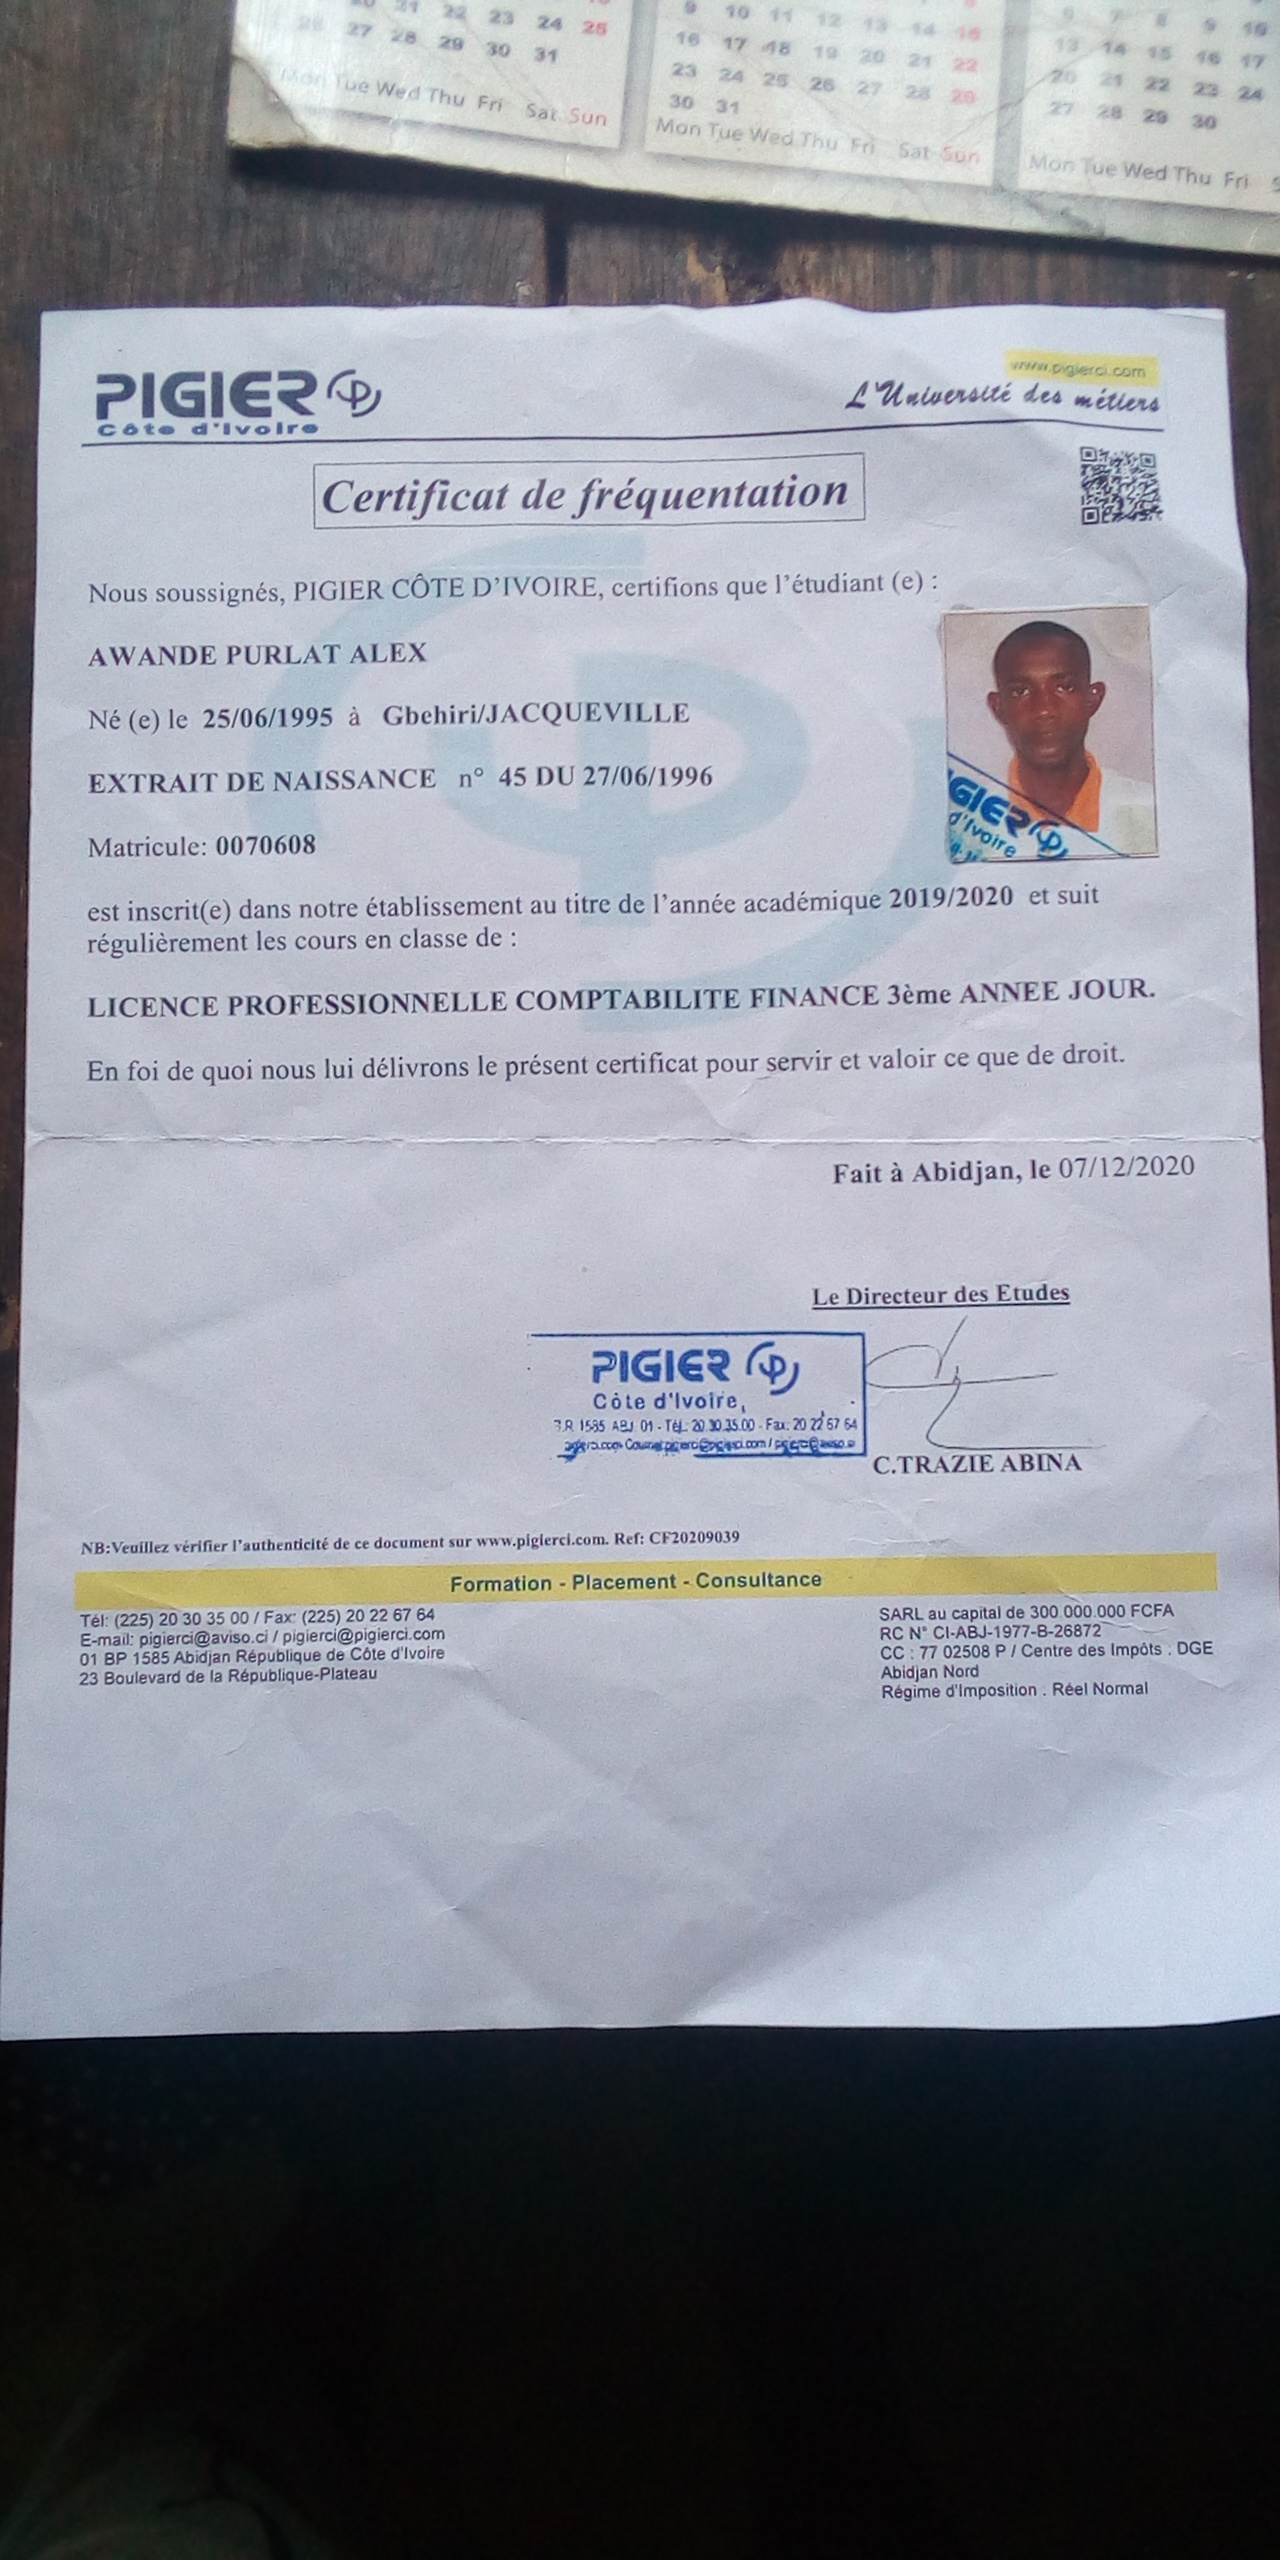 20 21 22 23 24 25
26 27 28 29 30 31
Mon Tue Wed Thu Fri Sat Sun
9 10 11 12 13 14 15
16 17 18 19 20 21 22
23 24 25 26 27 28 29
30 31
Mon Tue Wed Thu Fri Sat Sun
6 7 8 9 10
13 14 15 16 17
20 21 22 23 24
27 28 29 30
Mon Tue Wed Thu Fri
PIGIER
Côte d'Ivoire
www.pigierci.com
L'Université des métiers
Certificat de fréquentation
Nous soussignés, PIGIER CÔTE D'IVOIRE, certifions que l'étudiant (e) :
AWANDE PURLAT ALEX
Né (e) le 25/06/1995 à Gbehiri/JACQUEVILLE
EXTRAIT DE NAISSANCE n° 45 DU 27/06/1996
Matricule: 0070608
GIER
d'Ivoire
est inscrit(e) dans notre établissement au titre de l'année académique 2019/2020 et suit
régulièrement les cours en classe de :
LICENCE PROFESSIONNELLE COMPTABILITE FINANCE 3ème ANNEE JOUR.
En foi de quoi nous lui délivrons le présent certificat pour servir et valoir ce que de droit.
Fait à Abidjan, le 07/12/2020
Le Directeur des Etudes
PIGIER
Côte d'Ivoire,
1585 ABJ 01 - Tél.: 20 30.35.00 - Fax: 20 22 67 64
C.TRAZIE ABINA
NB:Veuillez vérifier l'authenticité de ce document sur www.pigierci.com. Ref: CF20209039
Formation - Placement - Consultance
Tél: (225) 20 30 35 00 / Fax: (225) 20 22 67 64
E-mail: pigierci@aviso.ci / pigierci@pigierci.com
01 BP 1585 Abidjan République de Côte d'Ivoire
23 Boulevard de la République-Plateau
SARL au capital de 300.000.000 FCFA
RC N° CI-ABJ-1977-B-26872
CC : 77 02508 P / Centre des Impôts . DGE
Abidjan Nord
Régime d'Imposition . Réel Normal